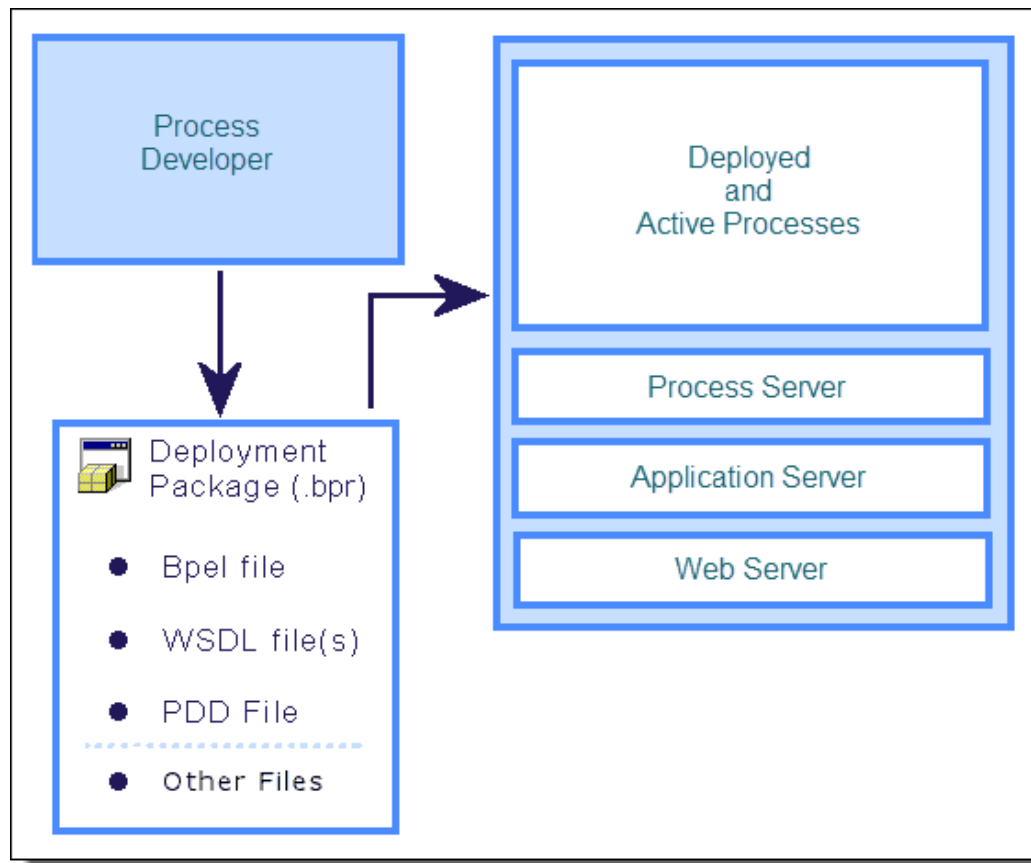 Process
Developer
Deployment
Package (.bpr)
Bpel file
WSDL file(s)
PDD File
Other Files
Deployed
and
Active Processes
Process Server
Application Server
Web Server